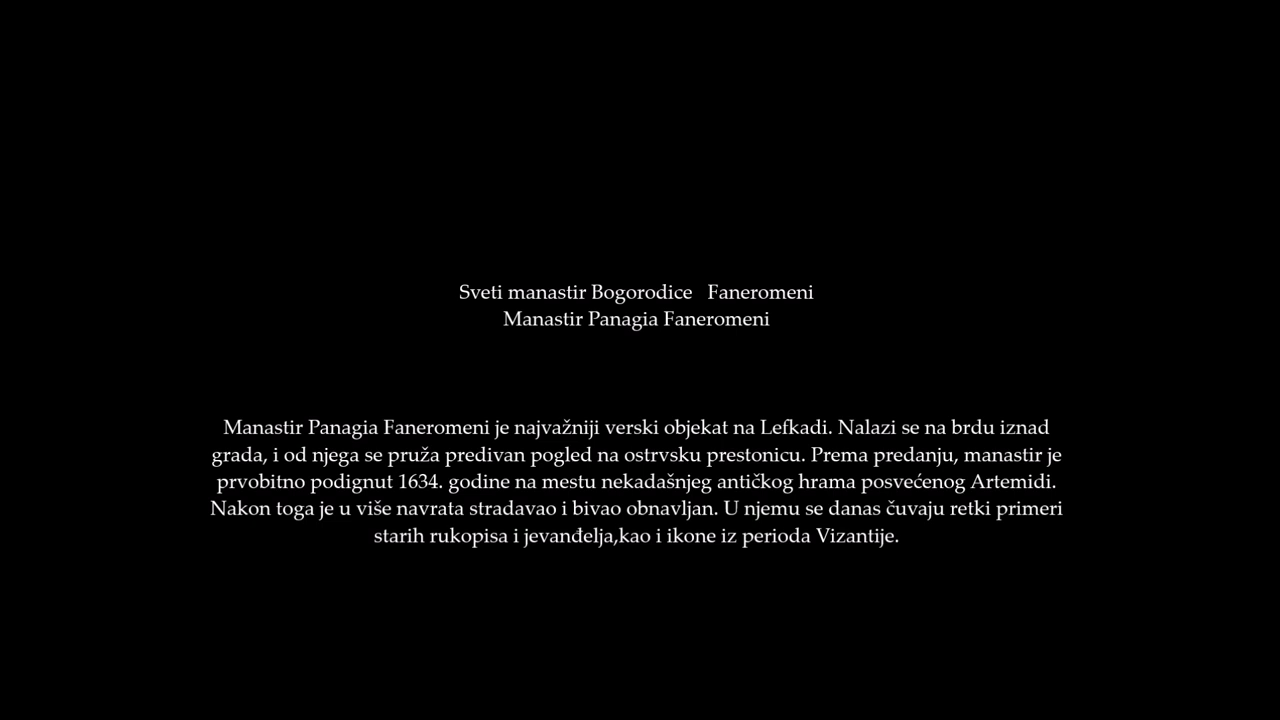 Sveti manastir Bogorodice   Faneromeni
Manastir Panagia Faneromeni
Manastir Panagia Faneromeni je najvažniji verski objekat na Lefkadi. Nalazi se na brdu iznad
grada, i od njega se pruža predivan pogled na ostrvsku prestonicu. Prema predanju, manastir je
prvobitno podignut 1634. godine na mestu nekadašnjeg antičkog hrama posvećenog Artemidi.
Nakon toga je u više navrata stradavao i bivao obnavljan. U njemu se danas čuvaju retki primeri
starih rukopisa i jevanđelja,kao i ikone iz perioda Vizantije.